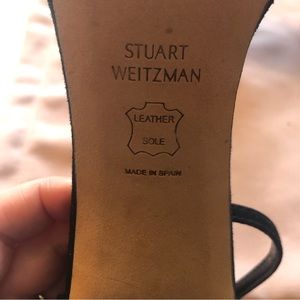 STUART
WEITZMAN
LEATHER
SOLE
MADE IN SPAIN